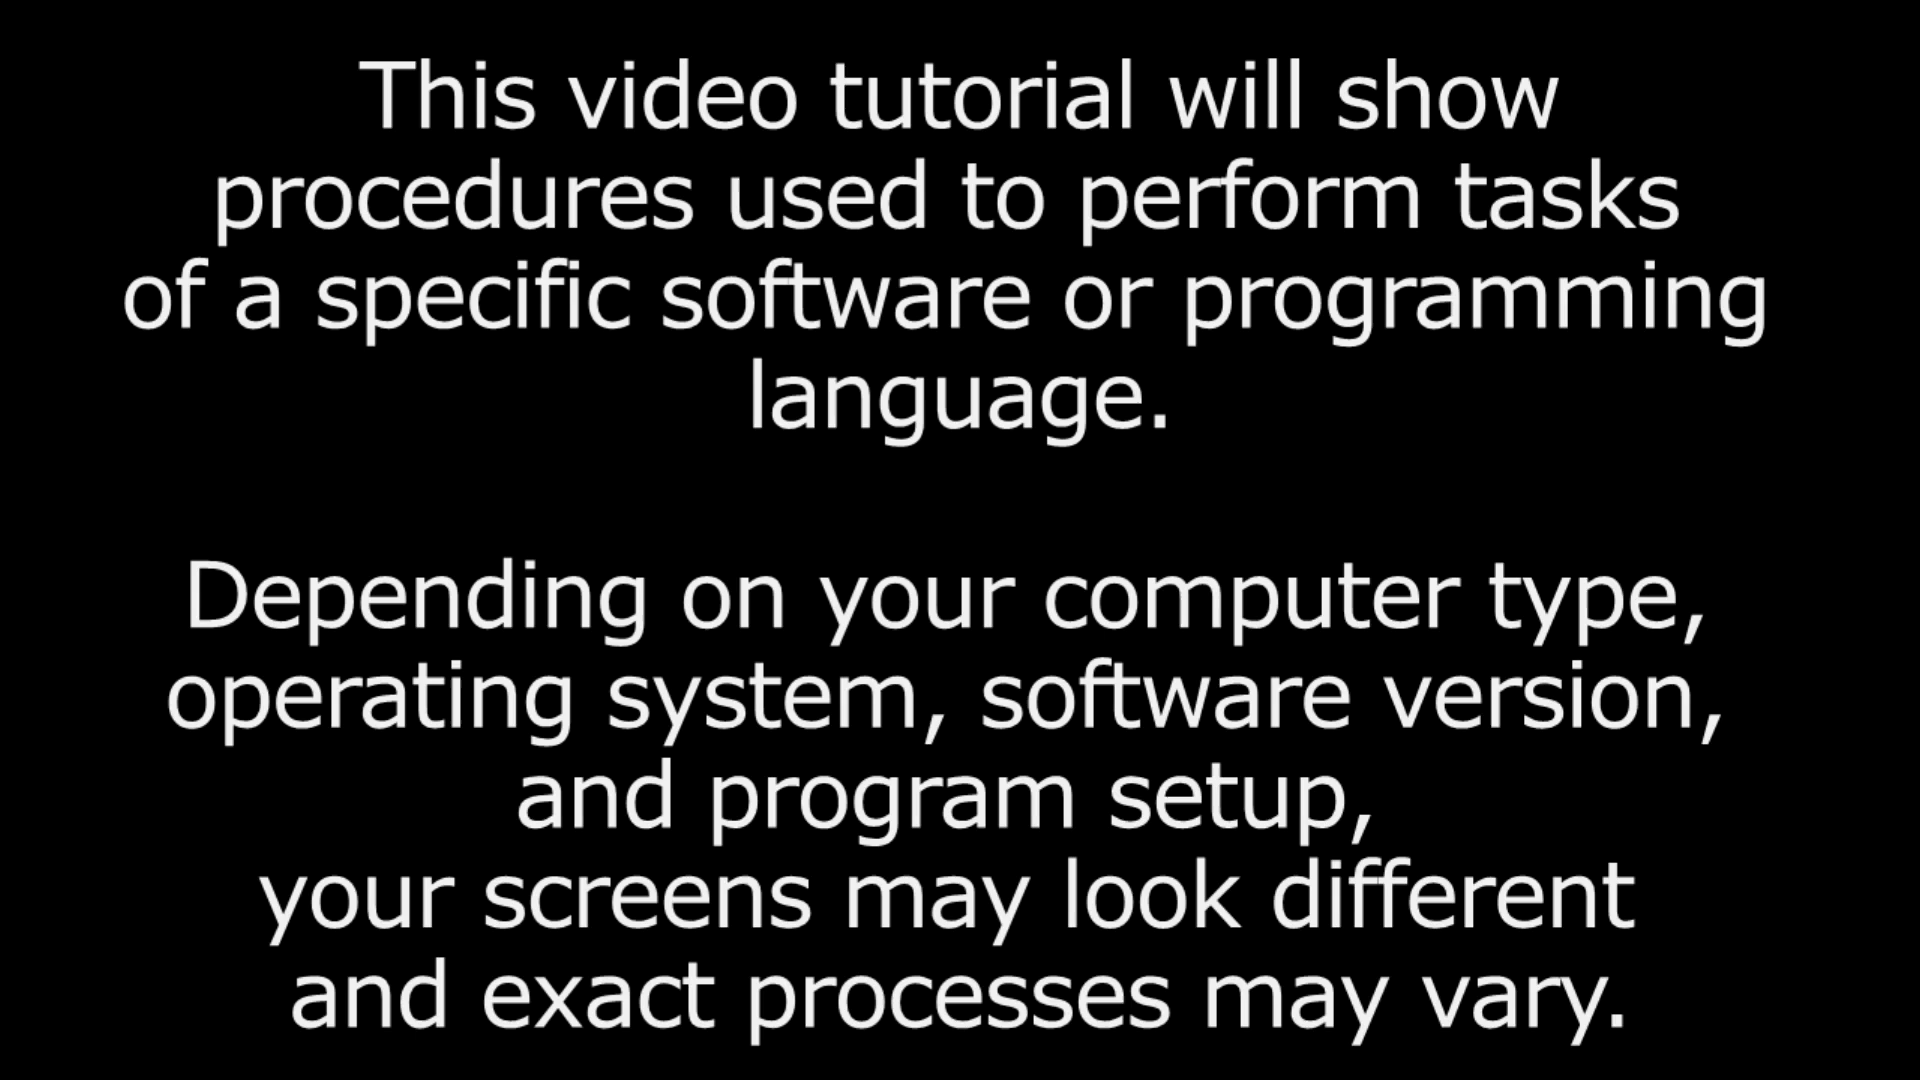 This video tutorial will show
procedures used to perform tasks
of a specific software or programming
language.
Depending on your computer type,
operating system, software version,
and program setup,
your screens may look different
and exact processes may vary.